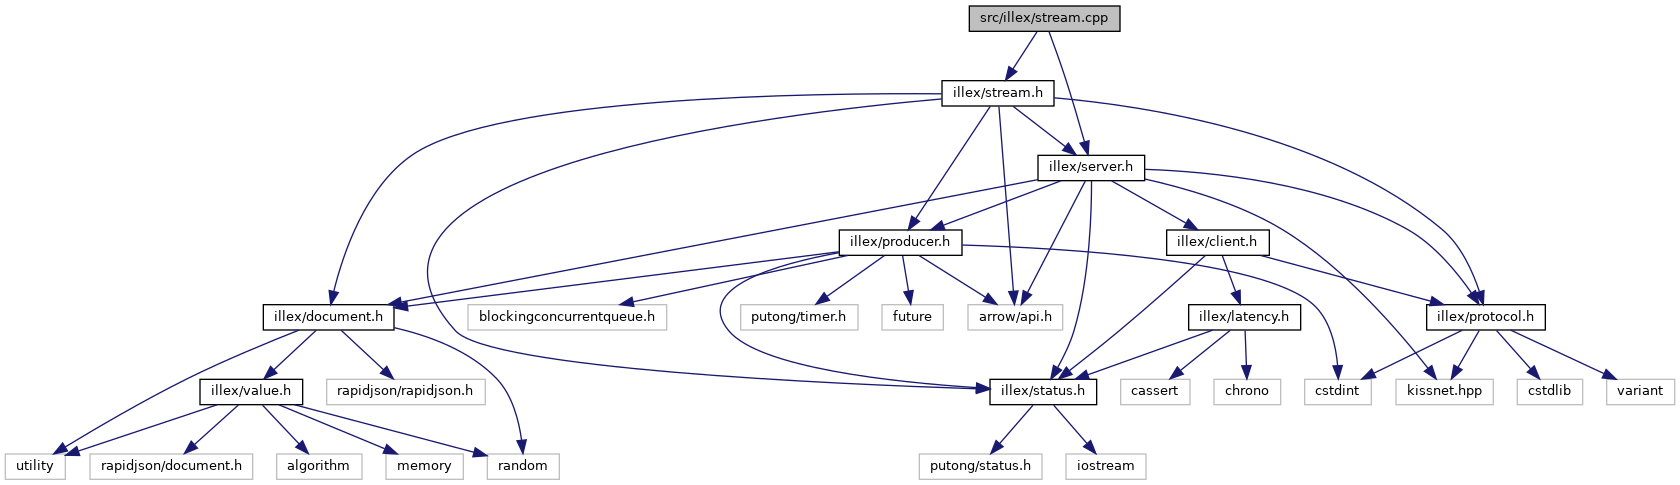 src/illex/stream.cpp
illex/stream.h
illex/server.h
illex/producer.h
illex/client.h
illex/document.h
blockingconcurrentqueue.h
putong/timer.h
future
arrow/api.h
illex/latency.h
illex/protocol.h
illex/value.h
rapidjson/rapidjson.h
illex/status.h
cassert
chrono
cstdint
kissnet.hpp
cstdlib
variant
utility
rapidjson/document.h
algorithm
memory
random
putong/status.h
iostream